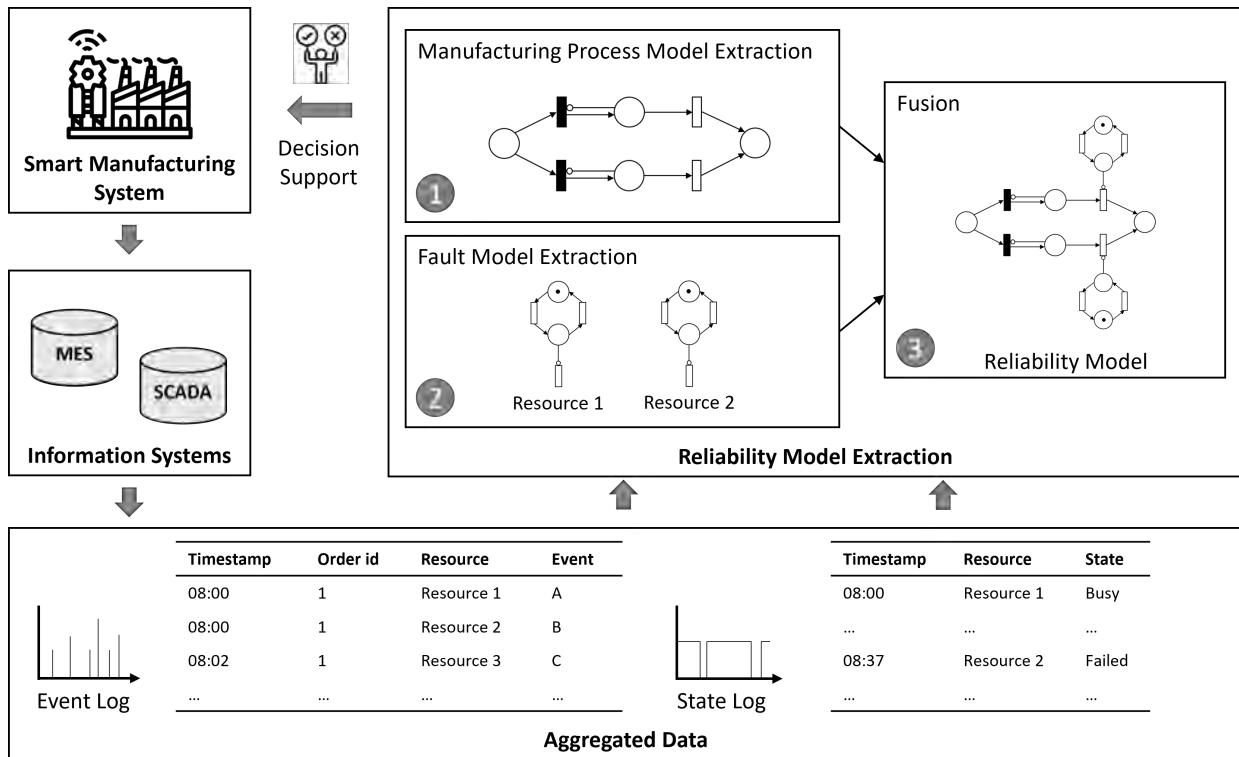 Smart Manufacturing
System
Decision
Support
Manufacturing Process Model Extraction
1
Fault Model Extraction
2
Resource 1
Resource 2
Fusion
3
Reliability Model
Reliability Model Extraction
MES
SCADA
Information Systems
Event Log
Timestamp Order id Resource Event
08:00 1 Resource 1 A
08:00 1 Resource 2 B
08:02 1 Resource 3 C
... ... ... ...
State Log
Timestamp Resource State
08:00 Resource 1 Busy
... ... ...
08:37 Resource 2 Failed
... ... ...
Aggregated Data